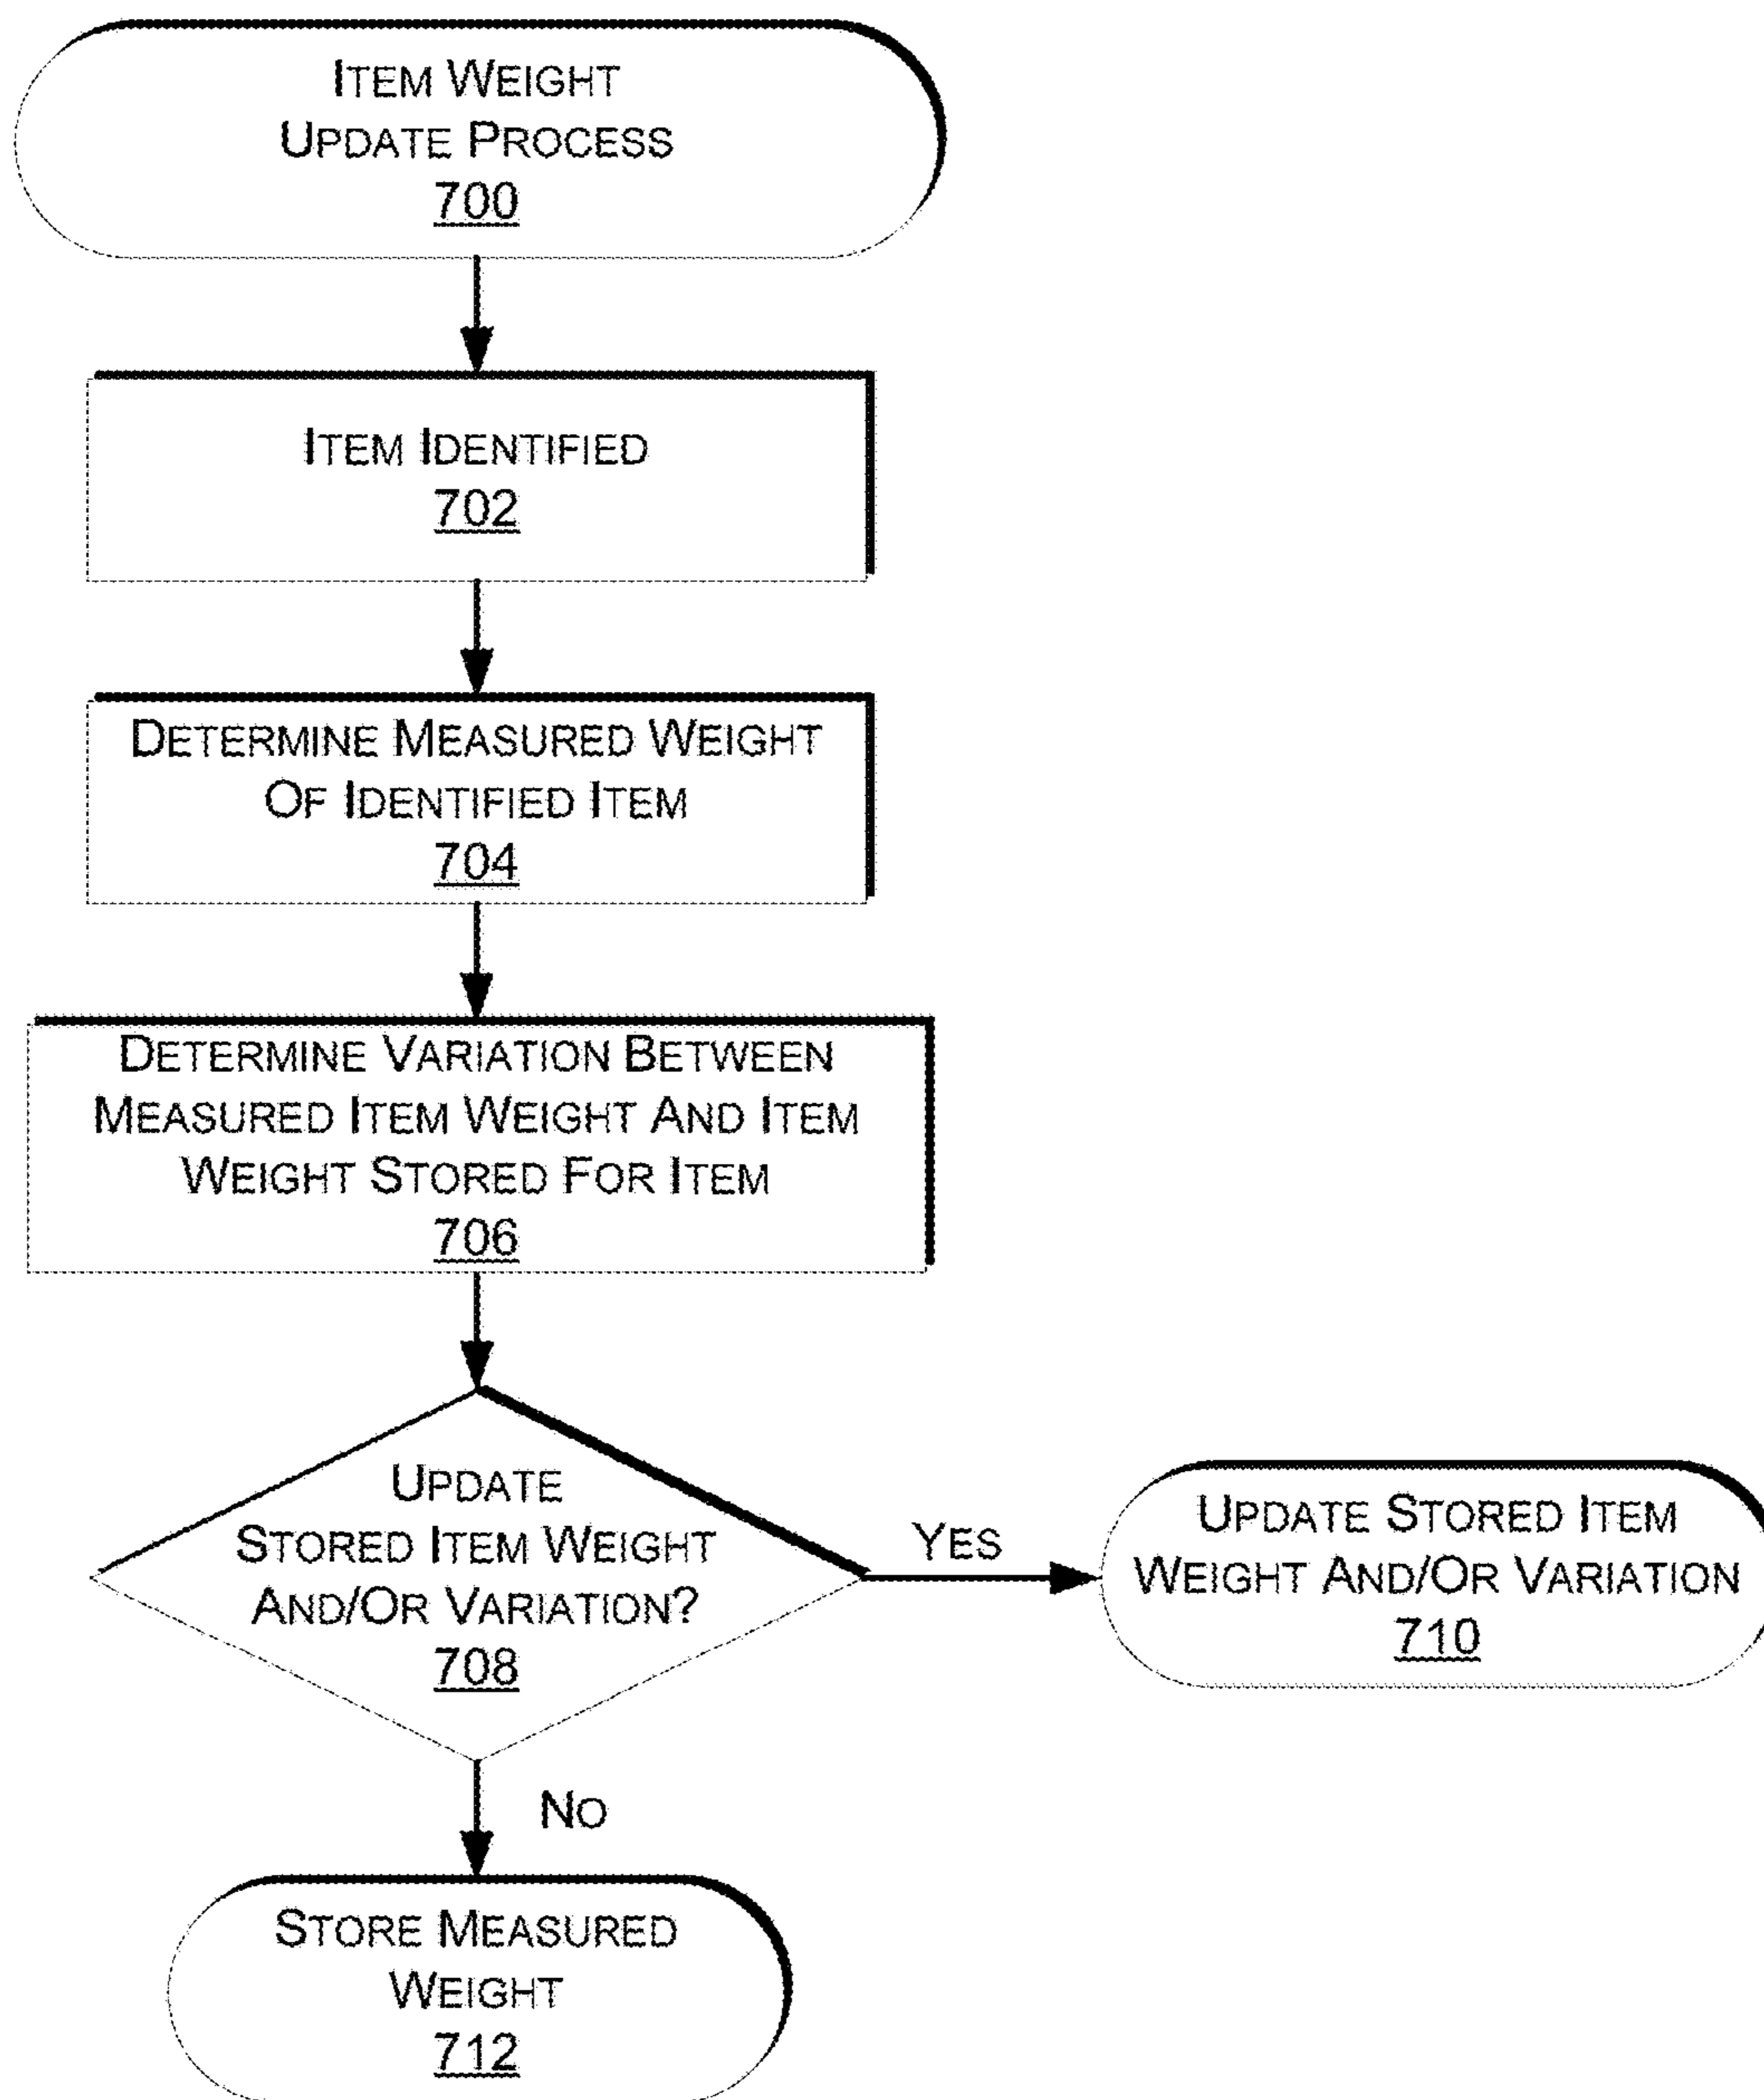 ITEM WEIGHT
UPDATE PROCESS
700
ITEM IDENTIFIED
702
DETERMINE MEASURED WEIGHT
OF IDENTIFIED ITEM
704
DETERMINE VARIATION BETWEEN
MEASURED ITEM WEIGHT AND ITEM
WEIGHT STORED FOR ITEM
706
UPDATE
STORED ITEM WEIGHT
AND/OR VARIATION?
708
YES
UPDATE STORED ITEM
WEIGHT AND/OR VARIATION
710
NO
STORE MEASURED
WEIGHT
712